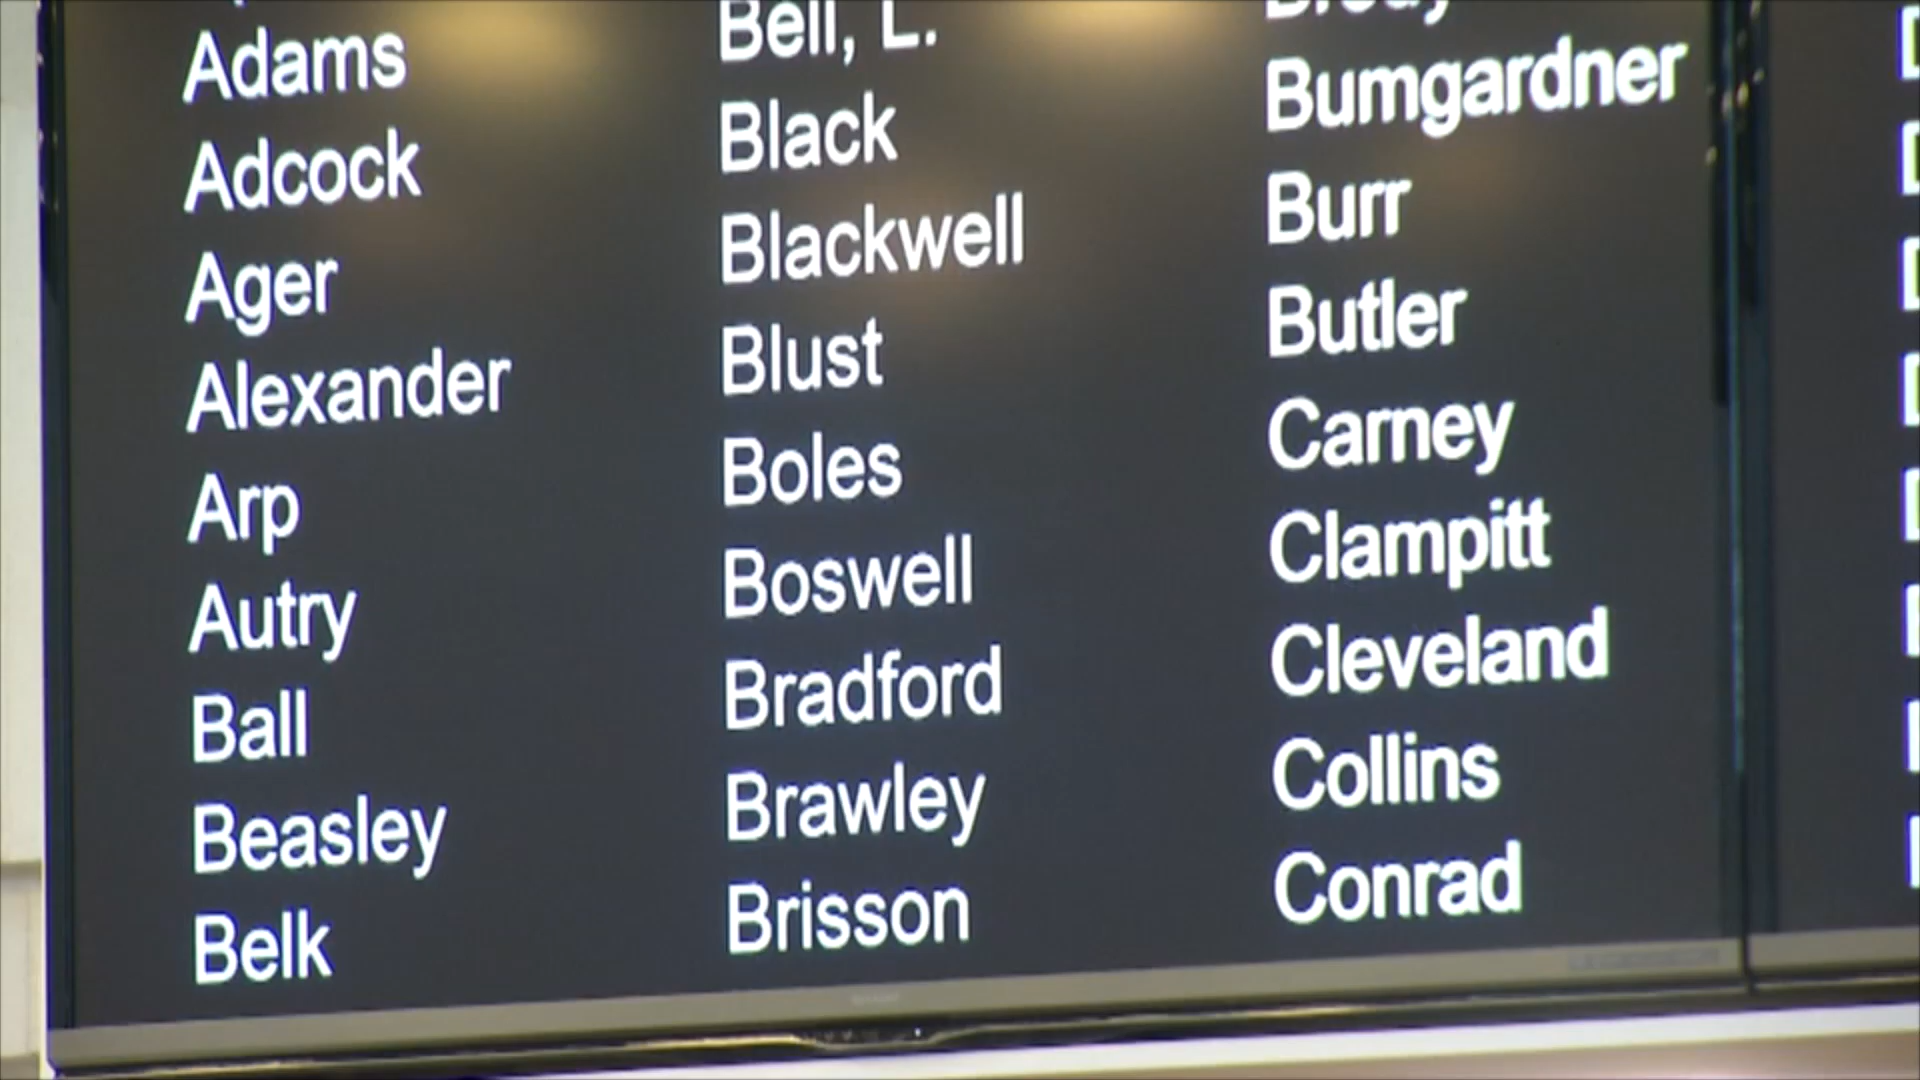 Adams
Adcock
Ager
Alexander
Arp
Autry
Ball
Beasley
Belk
Bell, L.
Black
Blackwell
Blust
Boles
Boswell
Bradford
Brawley
Brisson
Brody
Bumgardner
Burr
Butler
Carney
Clampitt
Cleveland
Collins
Conrad